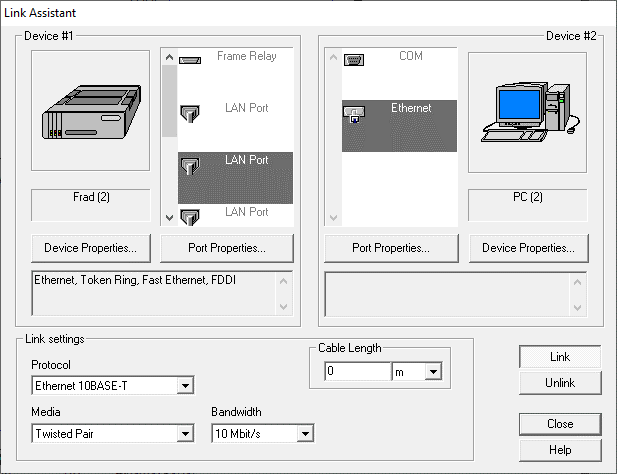 Link Assistant
Device #1
Device #2
Frame Relay
LAN Port
LAN Port
LAN Port
COM
Ethernet
Frad (2)
PC (2)
Device Properties...
Port Properties...
Port Properties...
Device Properties...
Ethernet, Token Ring, Fast Ethernet, FDDI
Link settings
Protocol
Ethernet 10BASE-T
Cable Length
0
m
Media
Twisted Pair
Bandwidth
10 Mbit/s
Link
Unlink
Close
Help